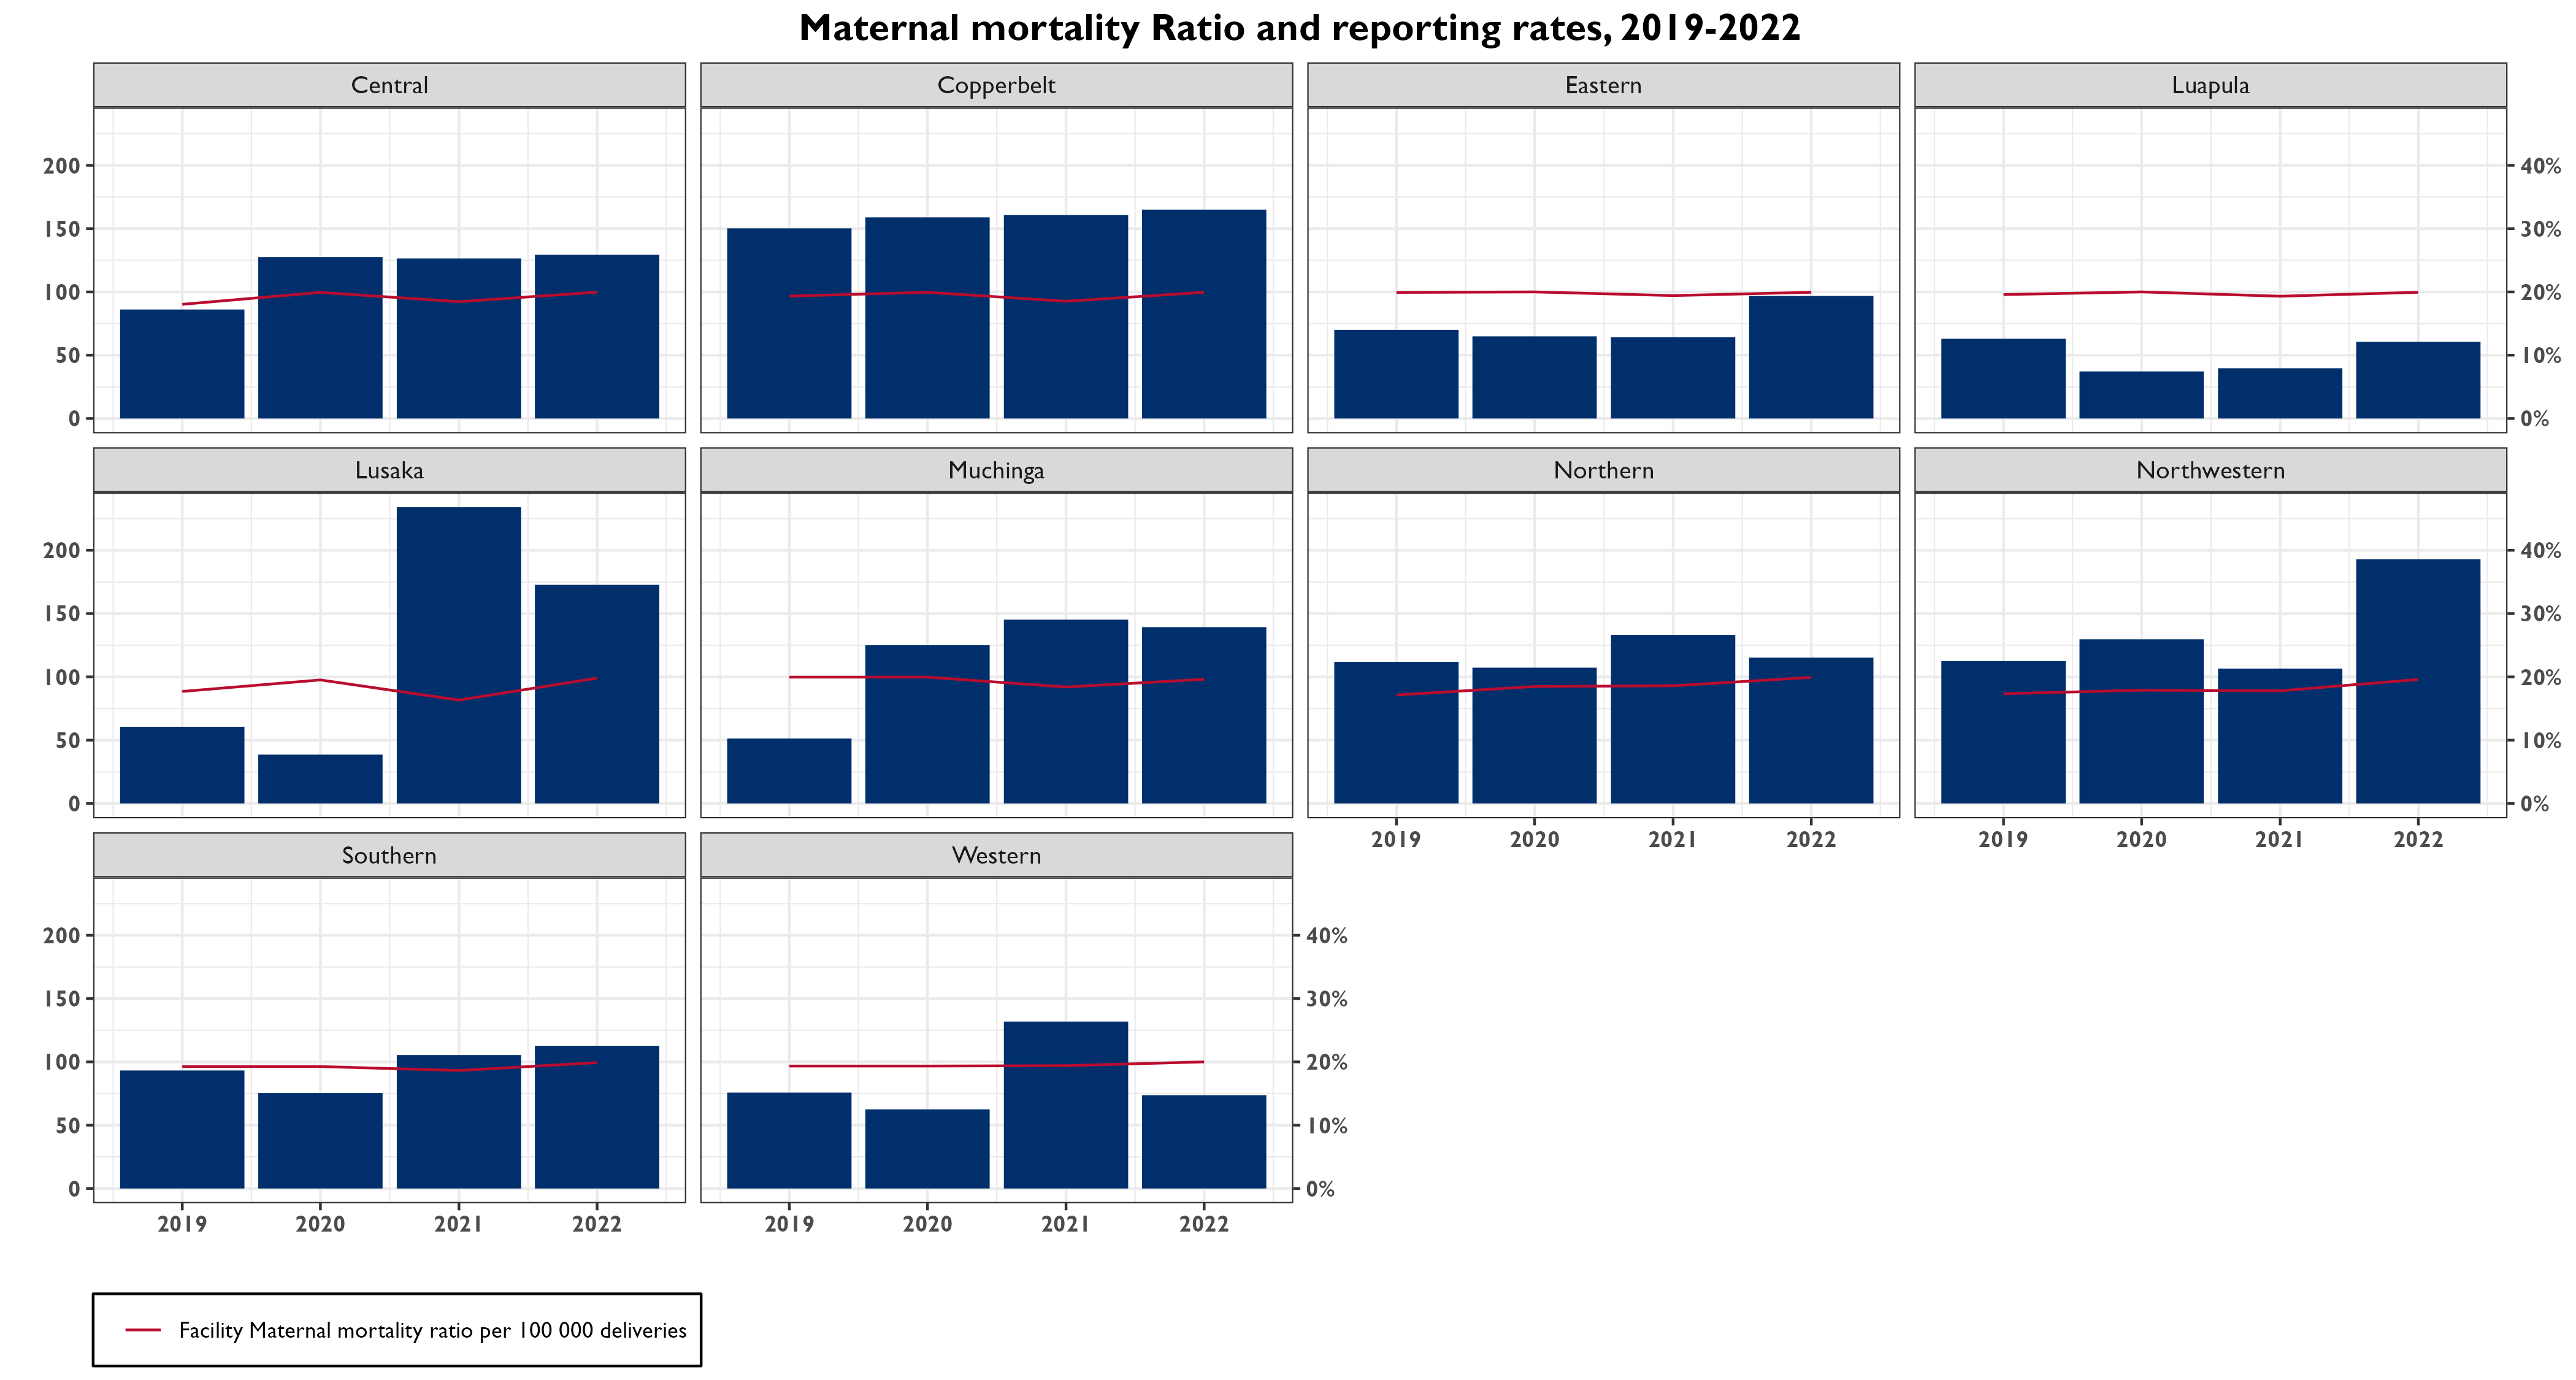 Maternal mortality Ratio and reporting rates, 2019-2022
Central
Copperbelt
Eastern
Luapula
200
150
100
50
0
40%
30%
20%
10%
0%
Lusaka
Muchinga
Northern
Northwestern
200
150
100
50
0
40%
30%
20%
10%
0%
2019 2020 2021 2022
2019 2020 2021 2022
Southern
Western
200
150
100
50
0
40%
30%
20%
10%
0%
2019 2020 2021 2022
2019 2020 2021 2022
Facility Maternal mortality ratio per 100 000 deliveries